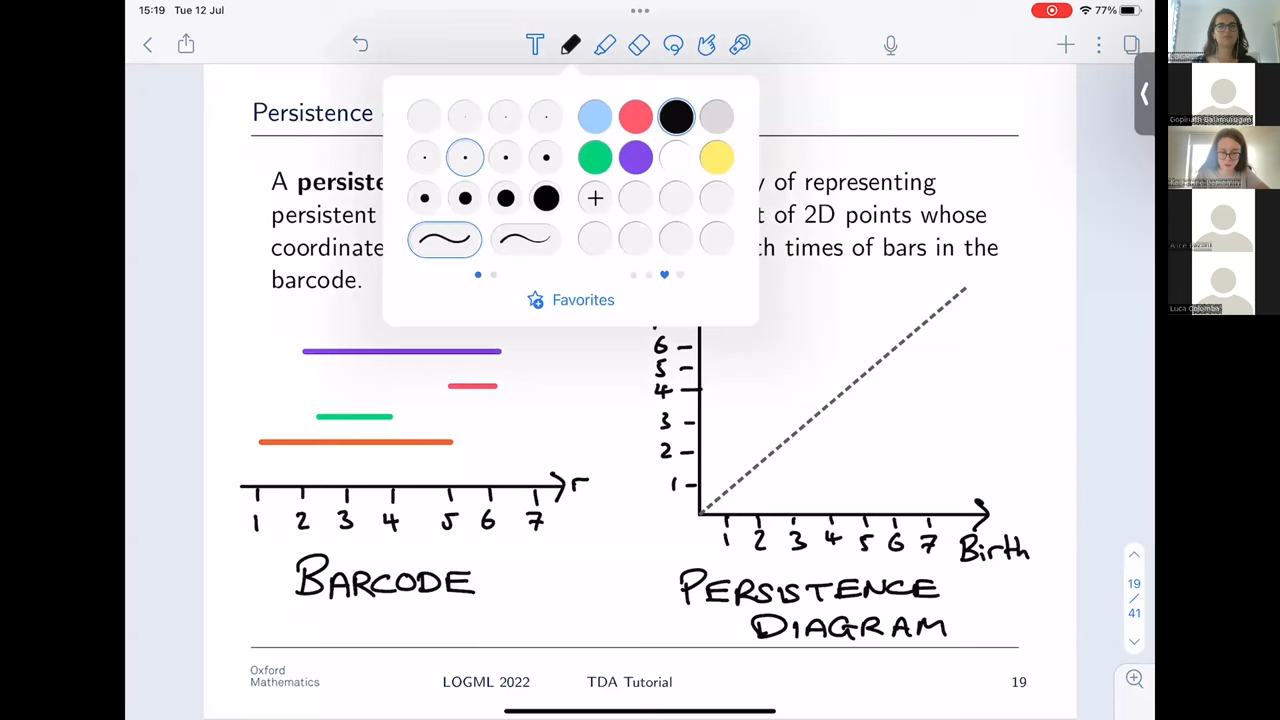 15:19 Tue 12 Jul
77%
Persistence
A persiste
y of representing
persistent
t of 2D points whose
coordinate
h times of bars in the
barcode.
Favorites
6
5
4
3
2
1
r
1 2 3 4 5 6 7
1 2 3 4 5 6 7
Birth
BARCODE
PERSISTENCE
DIAGRAM
Oxford
Mathematics
LOGML 2022
TDA Tutorial
19
19
/
41
Gopinath Balamurugan
Luca Colomba